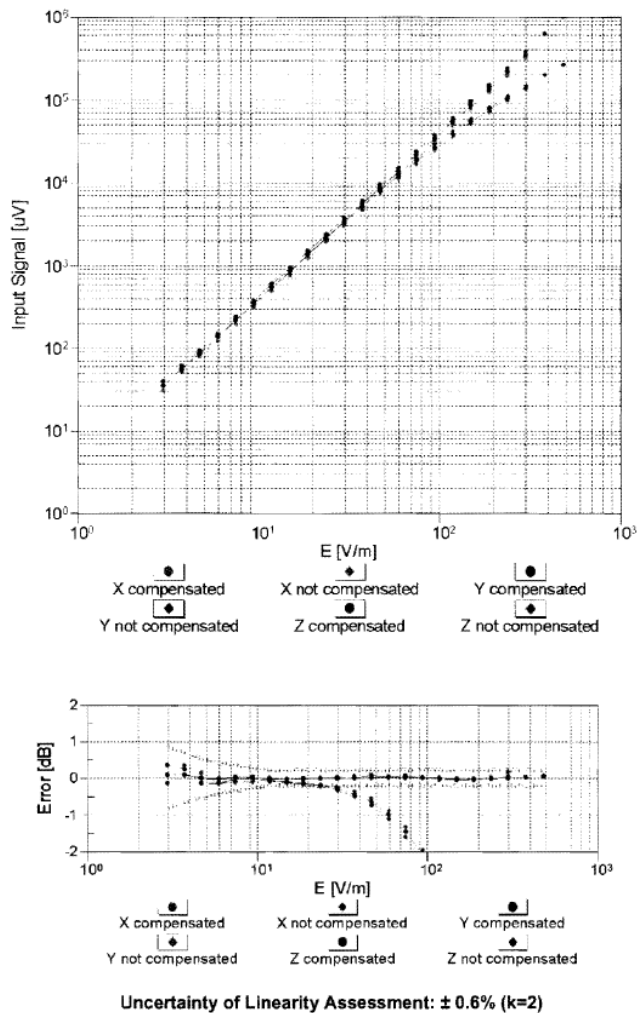 10⁶
10⁵
10⁴
10³
10²
10¹
10⁰
Input Signal [uV]
10⁰ 10¹ 10² 10³
E [V/m]
X compensated X not compensated Y compensated
Y not compensated Z compensated Z not compensated
2
1
0
-1
-2
Error [dB]
10⁰ 10¹ 10² 10³
E [V/m]
X compensated X not compensated Y compensated
Y not compensated Z compensated Z not compensated
Uncertainty of Linearity Assessment: ± 0.6% (k=2)